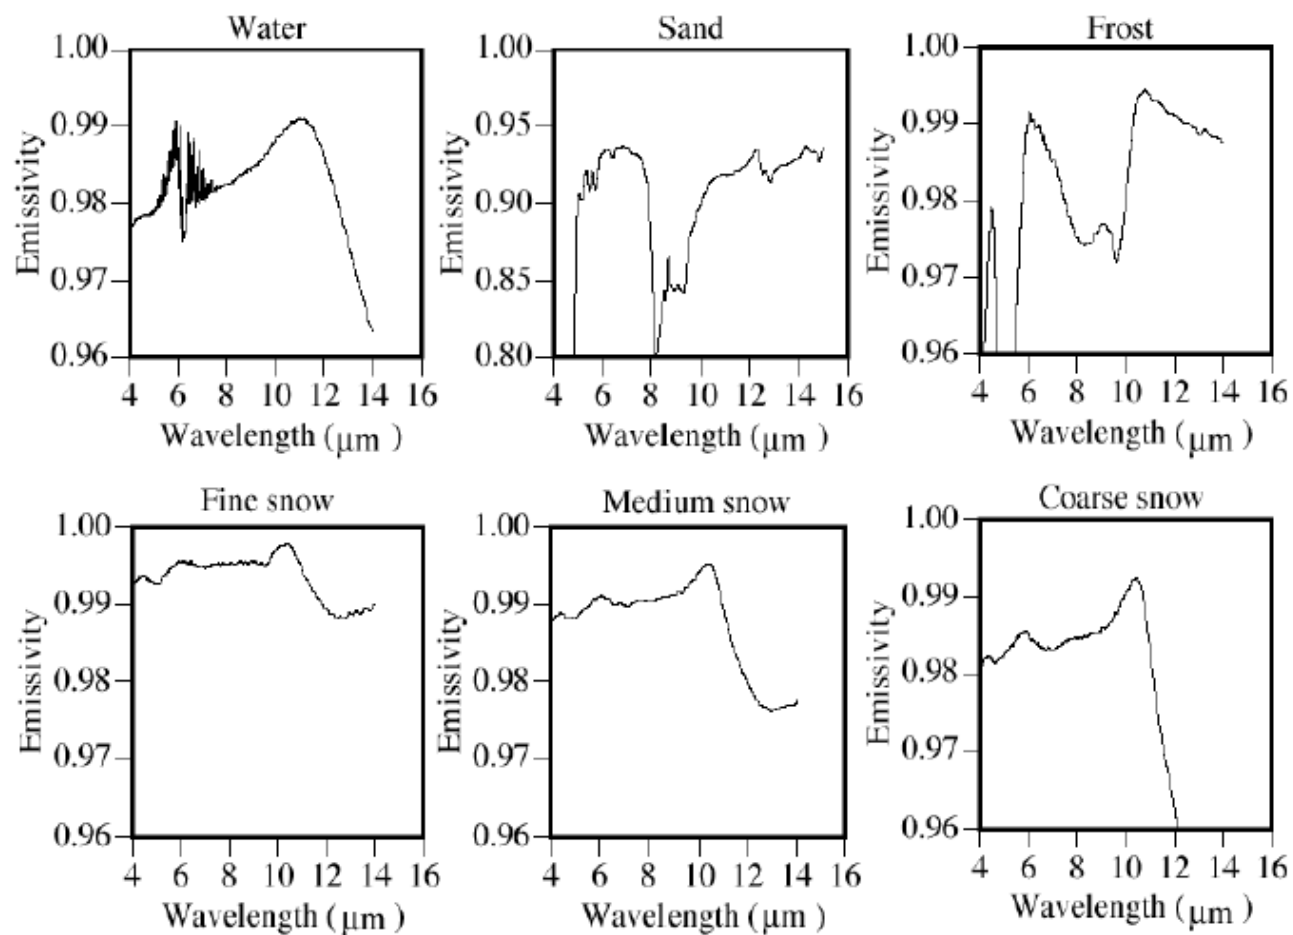 Water
1.00
0.99
0.98
0.97
0.96
Emissivity
4 6 8 10 12 14 16
Wavelength (μm )
Sand
1.00
0.95
0.90
0.85
0.80
Emissivity
4 6 8 10 12 14 16
Wavelength (μm )
Frost
1.00
0.99
0.98
0.97
0.96
Emissivity
4 6 8 10 12 14 16
Wavelength (μm )
Fine snow
1.00
0.99
0.98
0.97
0.96
Emissivity
4 6 8 10 12 14 16
Wavelength (μm )
Medium snow
1.00
0.99
0.98
0.97
0.96
Emissivity
4 6 8 10 12 14 16
Wavelength (μm )
Coarse snow
1.00
0.99
0.98
0.97
0.96
Emissivity
4 6 8 10 12 14 16
Wavelength (μm )